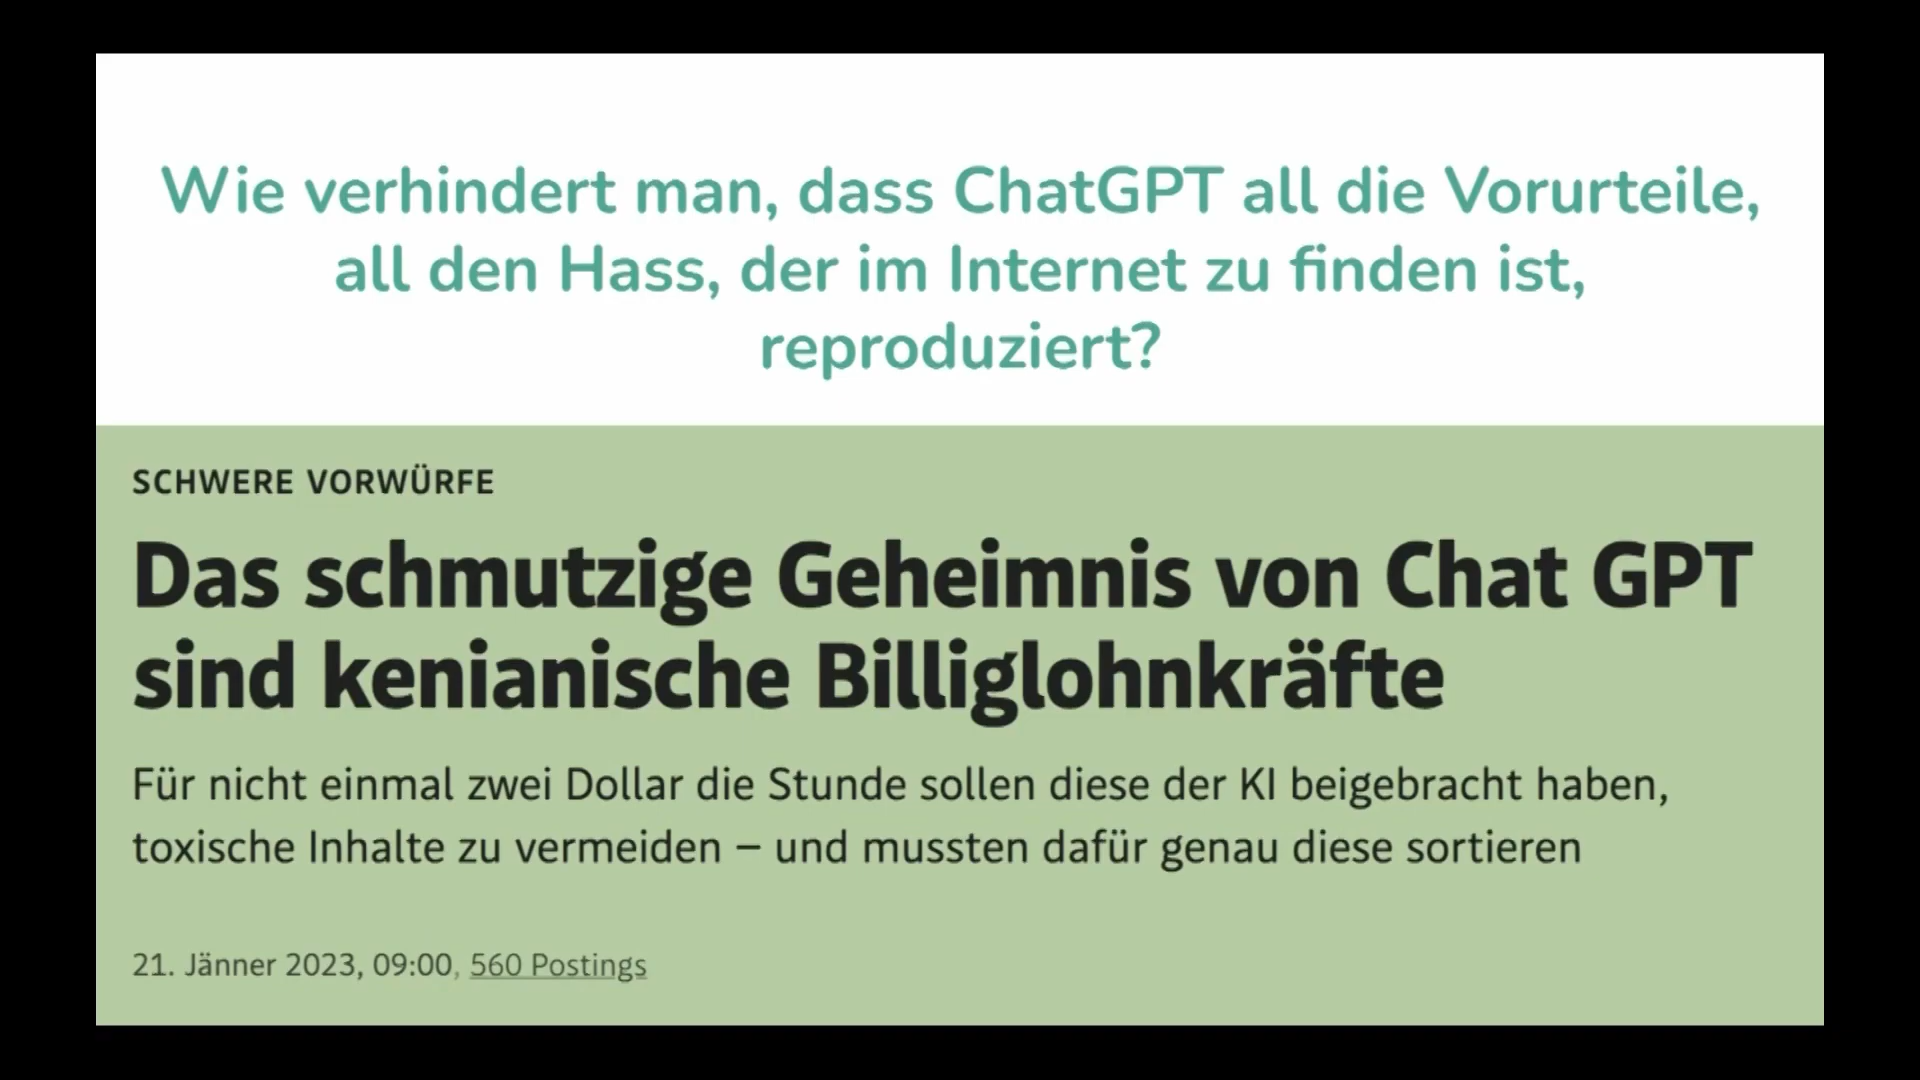 Wie verhindert man, dass ChatGPT all die Vorurteile,
all den Hass, der im Internet zu finden ist,
reproduziert?
SCHWERE VORWÜRFE
Das schmutzige Geheimnis von Chat GPT
sind kenianische Billiglohnkräfte
Für nicht einmal zwei Dollar die Stunde sollen diese der KI beigebracht haben,
toxische Inhalte zu vermeiden – und mussten dafür genau diese sortieren
21. Jänner 2023, 09:00, 560 Postings